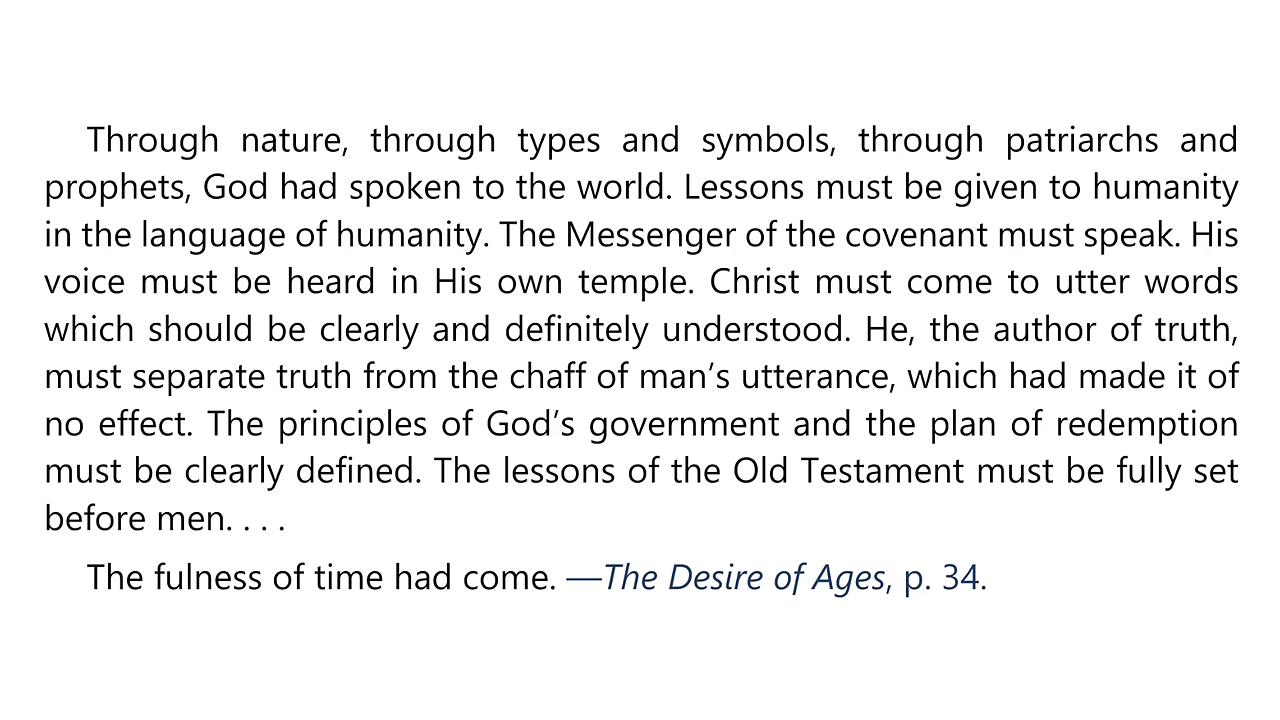 Through nature, through types and symbols, through patriarchs and
prophets, God had spoken to the world. Lessons must be given to humanity
in the language of humanity. The Messenger of the covenant must speak. His
voice must be heard in His own temple. Christ must come to utter words
which should be clearly and definitely understood. He, the author of truth,
must separate truth from the chaff of man’s utterance, which had made it of
no effect. The principles of God’s government and the plan of redemption
must be clearly defined. The lessons of the Old Testament must be fully set
before men. . . .
The fulness of time had come. —The Desire of Ages, p. 34.